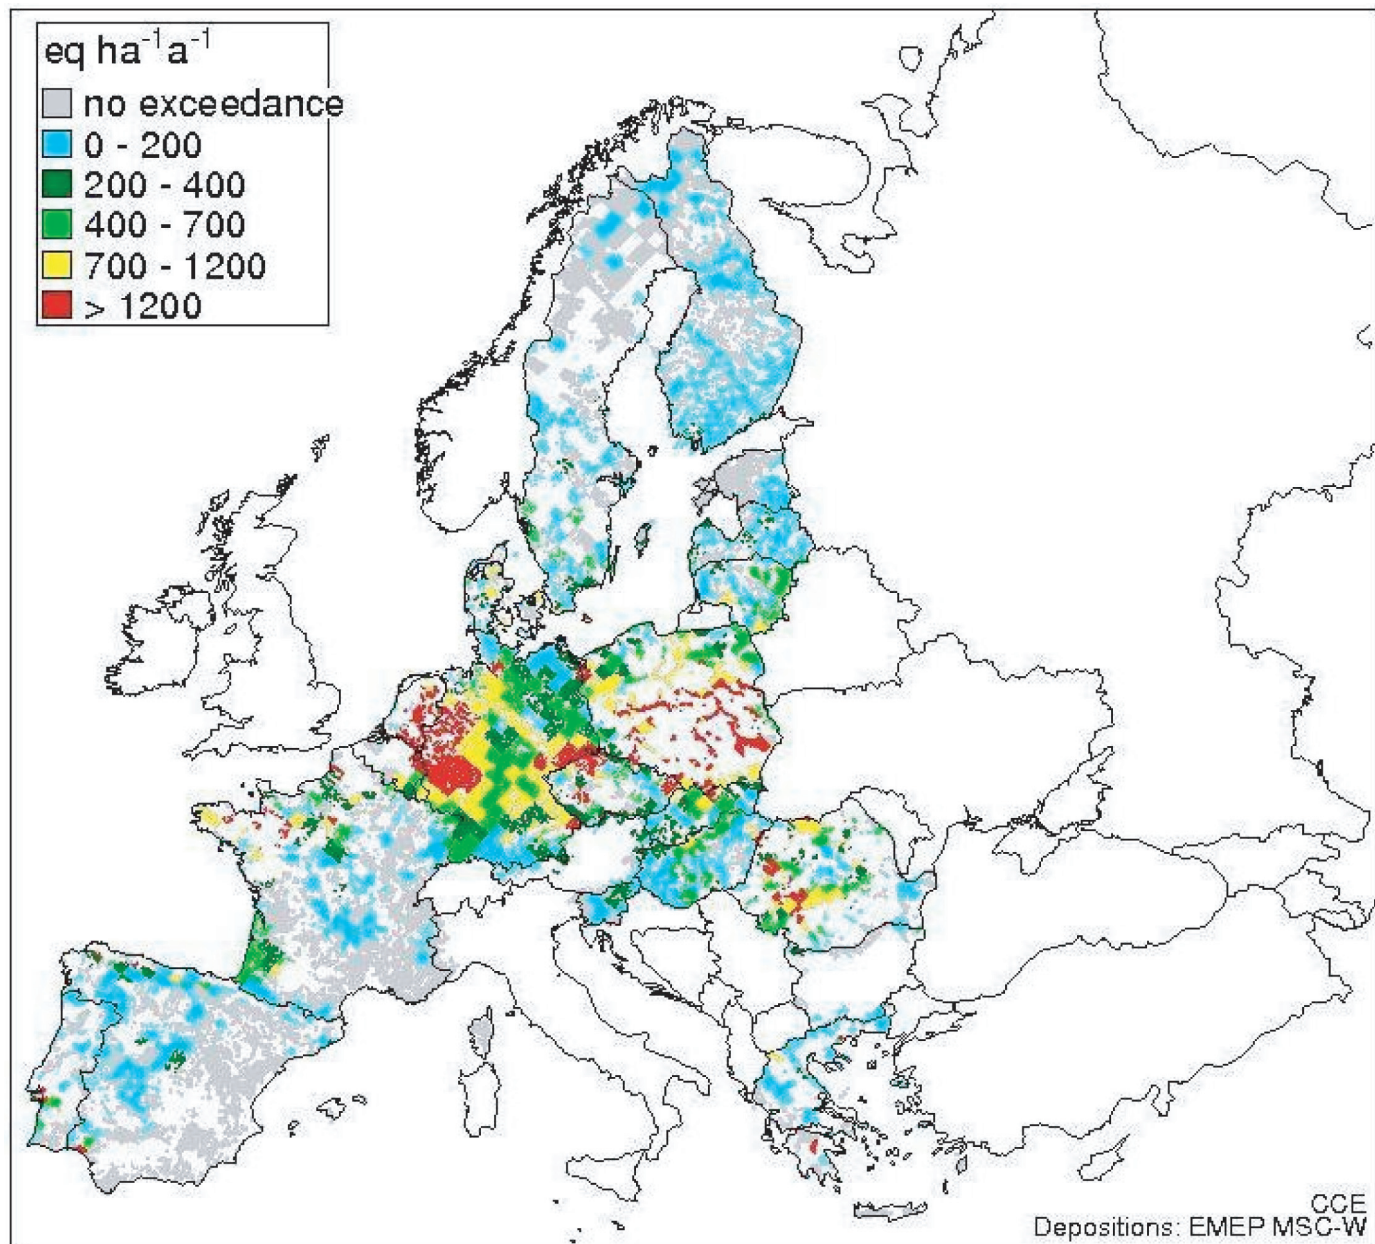 eq ha⁻¹a⁻¹
no exceedance
0 - 200
200 - 400
400 - 700
700 - 1200
> 1200
CCE
Depositions: EMEP MSC-W